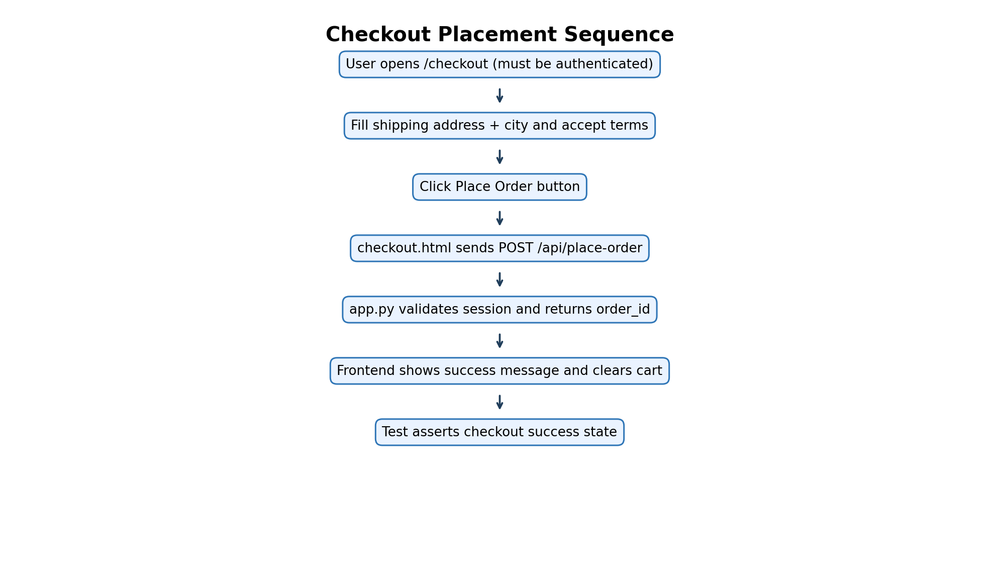 Checkout Placement Sequence
User opens /checkout (must be authenticated)
Fill shipping address + city and accept terms
Click Place Order button
checkout.html sends POST /api/place-order
app.py validates session and returns order_id
Frontend shows success message and clears cart
Test asserts checkout success state